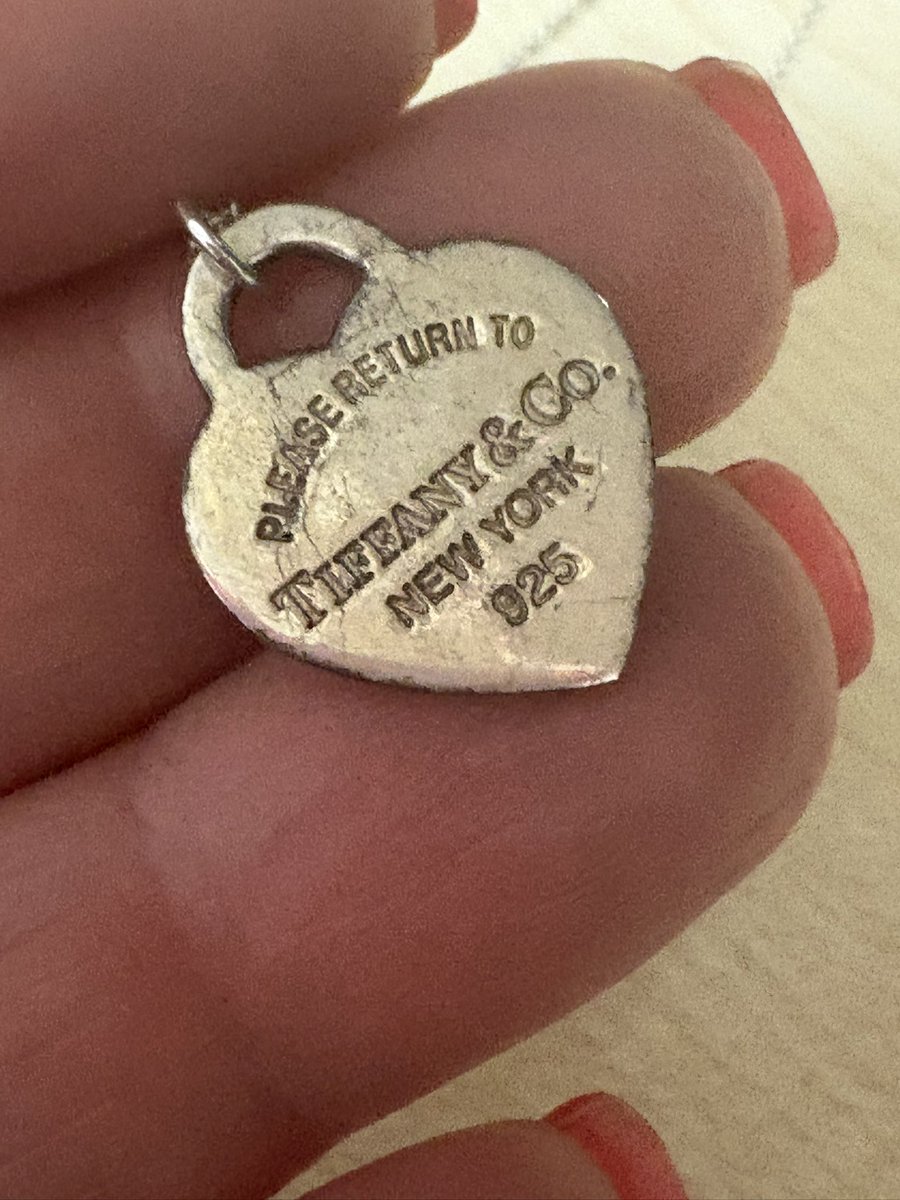 PLEASE RETURN TO
TIFFANY & CO.
NEW YORK
925